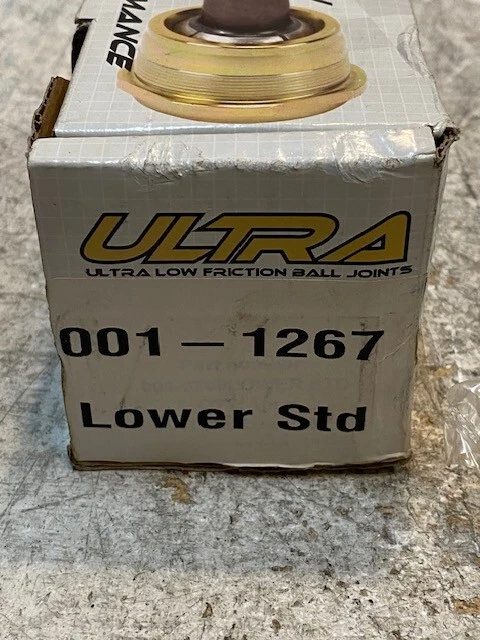 MANCE
ULTRA
ULTRA LOW FRICTION BALL JOINTS
001 – 1267
Lower Std